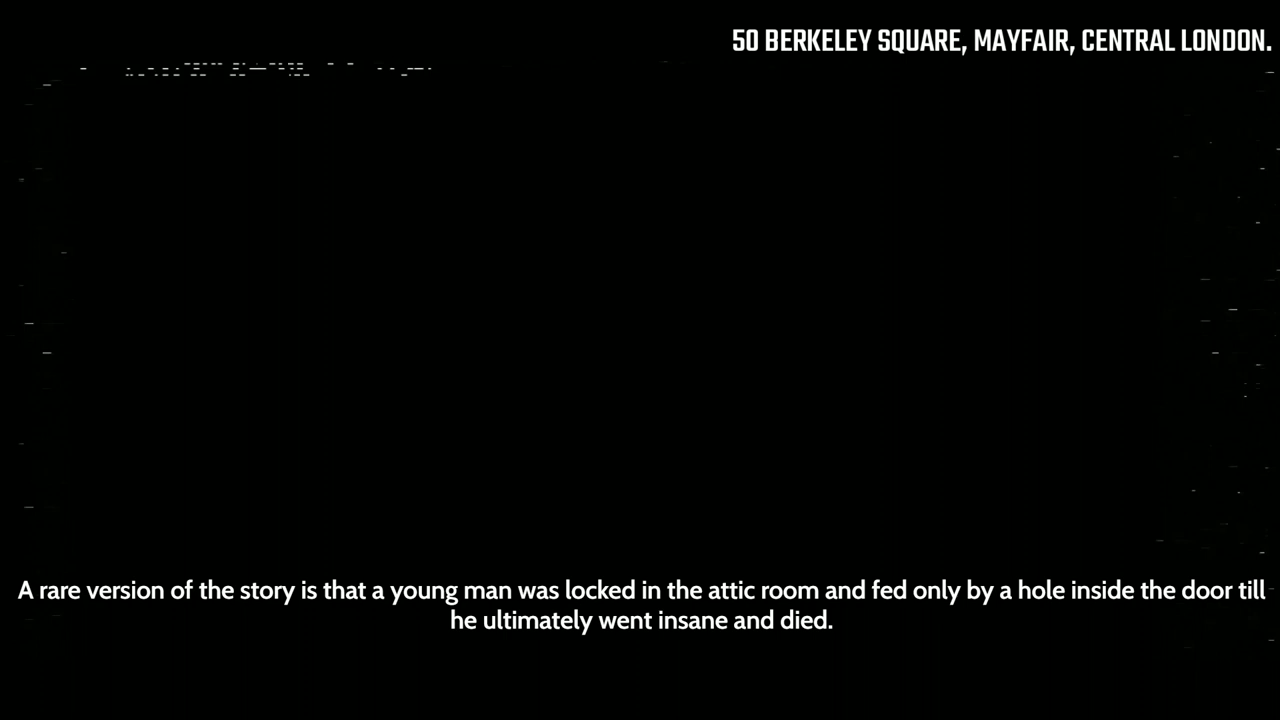 50 BERKELEY SQUARE, MAYFAIR, CENTRAL LONDON.
A rare version of the story is that a young man was locked in the attic room and fed only by a hole inside the door till
he ultimately went insane and died.